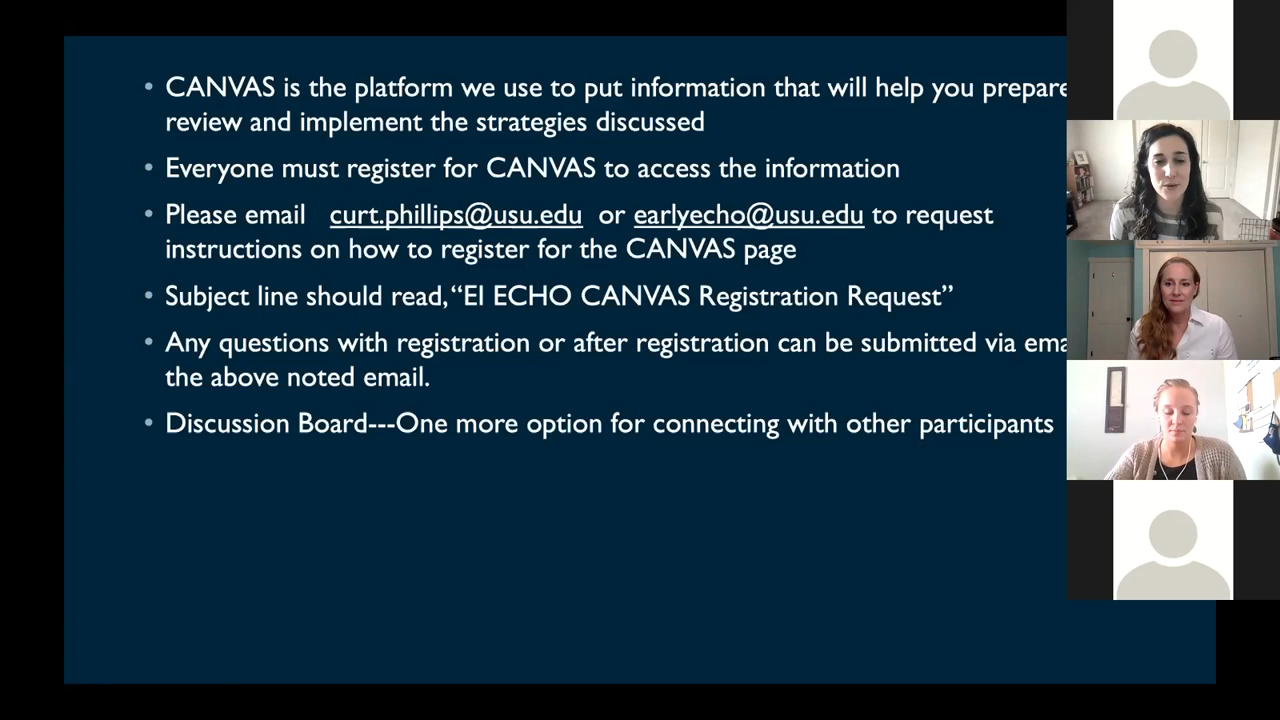 • CANVAS is the platform we use to put information that will help you prepare
review and implement the strategies discussed
• Everyone must register for CANVAS to access the information
• Please email curt.phillips@usu.edu or earlyecho@usu.edu to request
instructions on how to register for the CANVAS page
• Subject line should read, “EI ECHO CANVAS Registration Request”
• Any questions with registration or after registration can be submitted via
the above noted email.
• Discussion Board---One more option for connecting with other participants